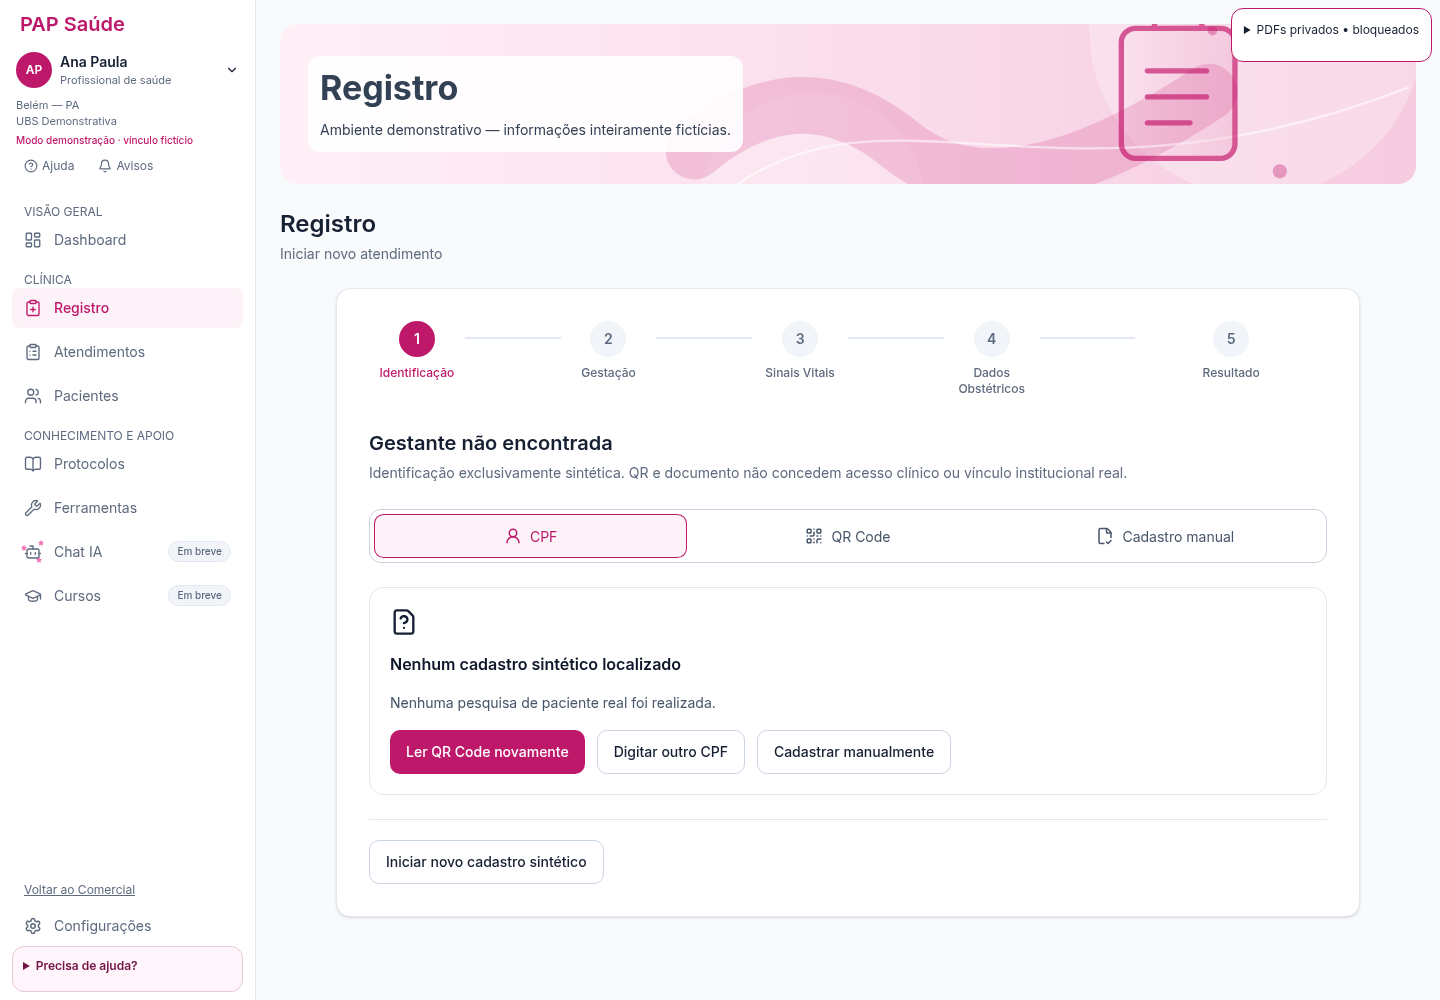 PAP Saúde
AP
Ana Paula
Profissional de saúde
Belém — PA
UBS Demonstrativa
Modo demonstração · vínculo fictício
Ajuda
Avisos
VISÃO GERAL
Dashboard
CLÍNICA
Registro
Atendimentos
Pacientes
CONHECIMENTO E APOIO
Protocolos
Ferramentas
Chat IA
Em breve
Cursos
Em breve
Voltar ao Comercial
Configurações
Precisa de ajuda?
PDFs privados • bloqueados
Registro
Ambiente demonstrativo — informações inteiramente fictícias.
Registro
Iniciar novo atendimento
1
Identificação
2
Gestação
3
Sinais Vitais
4
Dados
Obstétricos
5
Resultado
Gestante não encontrada
Identificação exclusivamente sintética. QR e documento não concedem acesso clínico ou vínculo institucional real.
CPF
QR Code
Cadastro manual
Nenhum cadastro sintético localizado
Nenhuma pesquisa de paciente real foi realizada.
Ler QR Code novamente
Digitar outro CPF
Cadastrar manualmente
Iniciar novo cadastro sintético